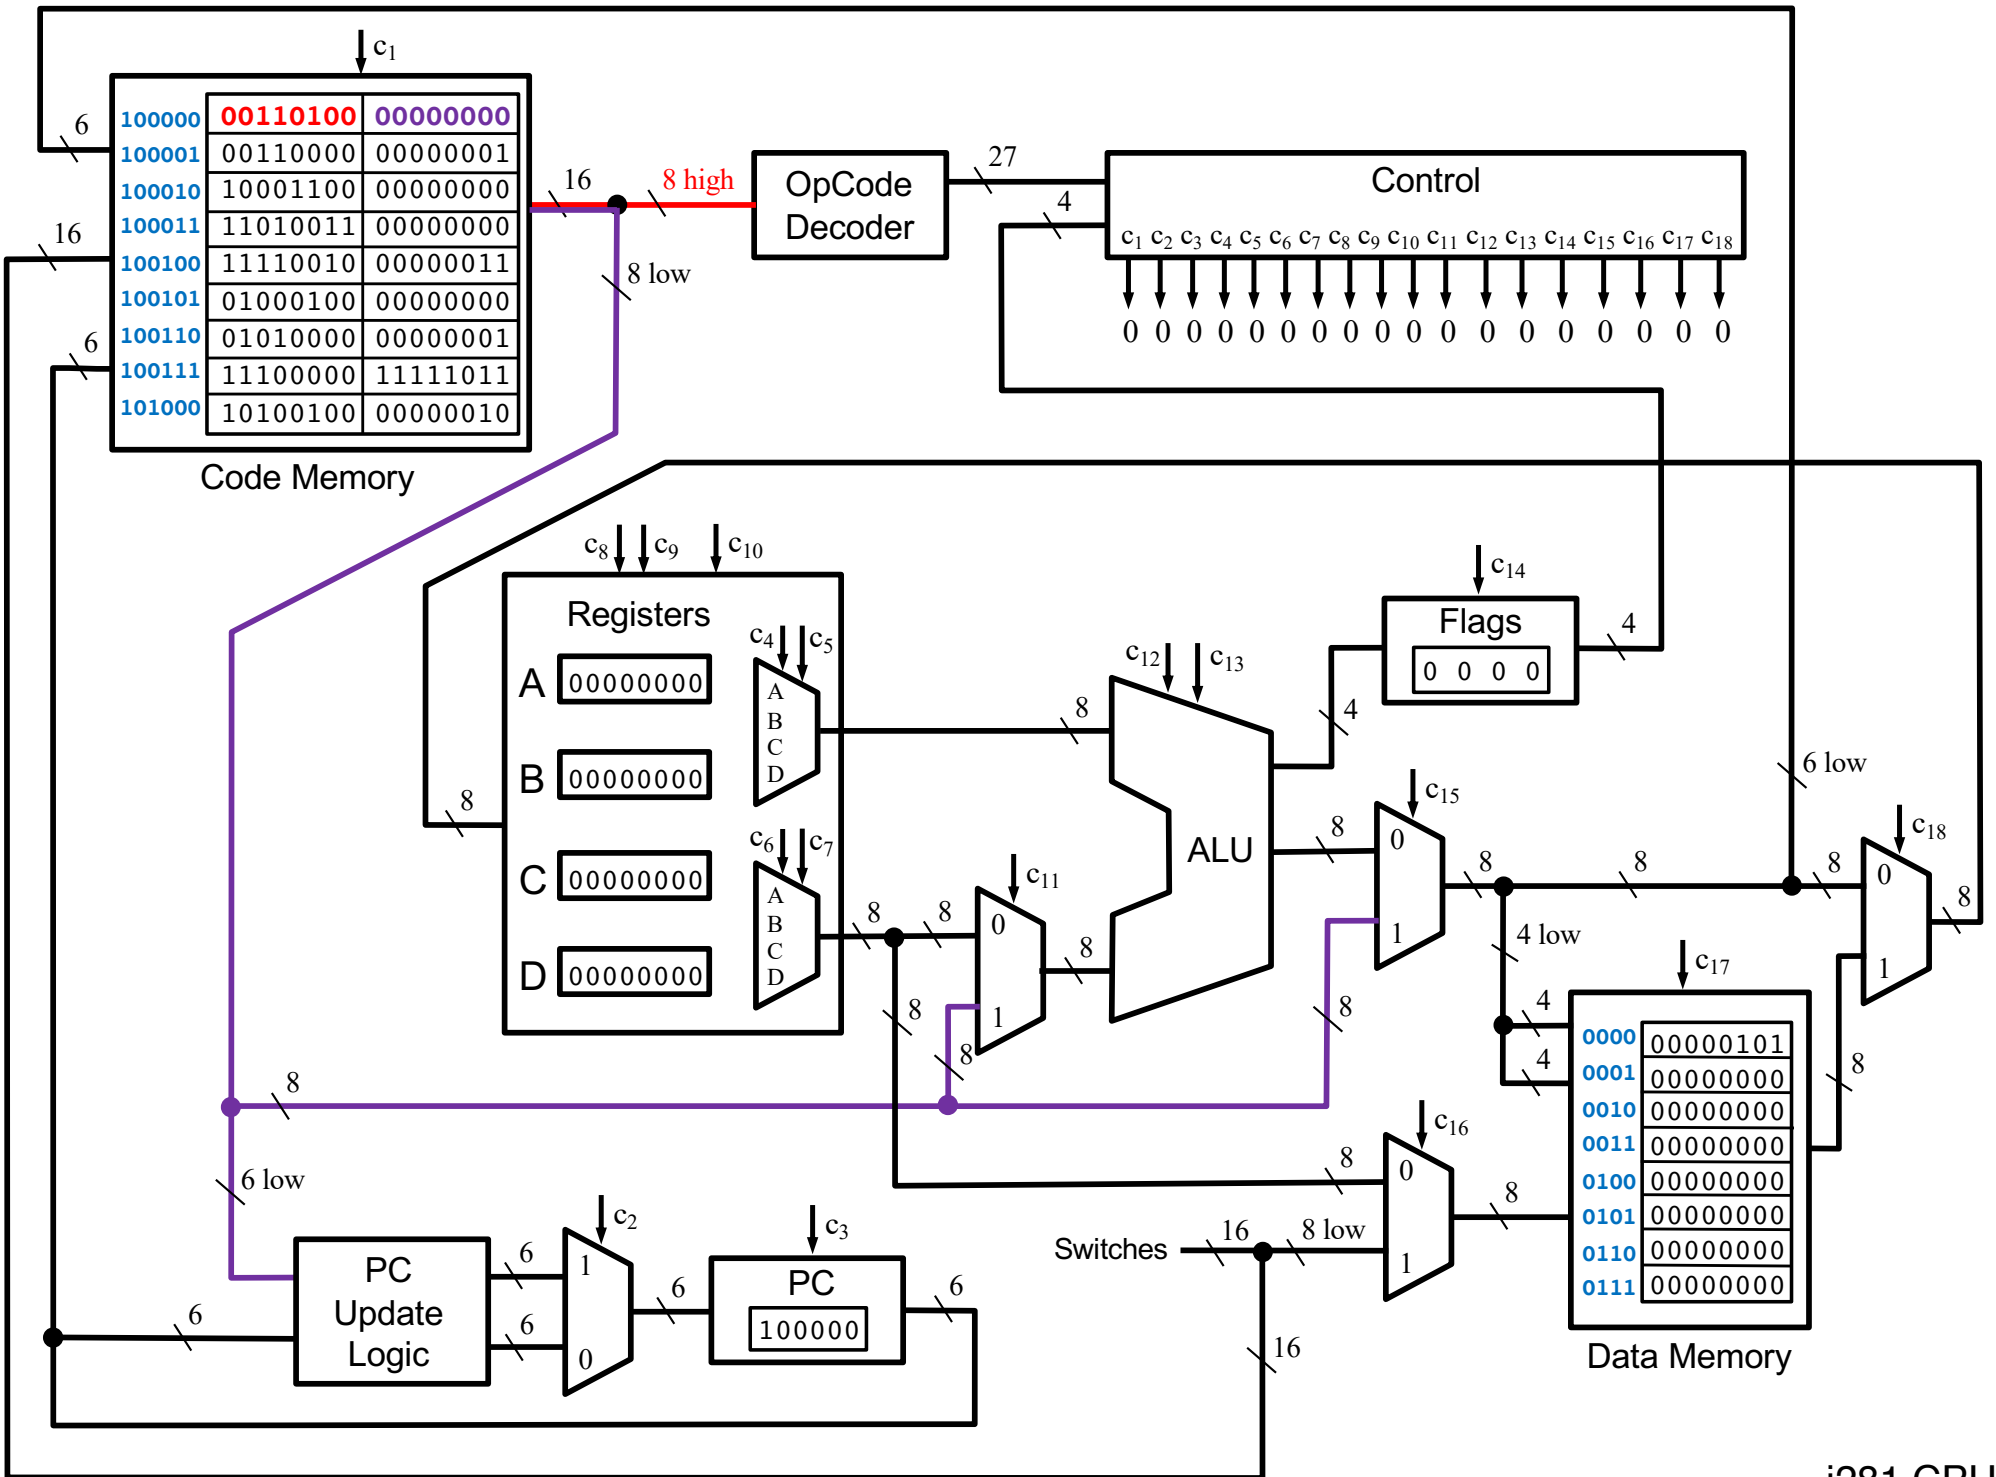 c1
100000 00110100 00000000
100001 00110000 00000001
100010 10001100 00000000
100011 11010011 00000000
100100 11110010 00000011
100101 01000100 00000000
100110 01010000 00000001
100111 11100000 11111011
101000 10100100 00000010
Code Memory
6
16
6
16
8 high
8 low
OpCode
Decoder
27
4
Control
c1 c2 c3 c4 c5 c6 c7 c8 c9 c10 c11 c12 c13 c14 c15 c16 c17 c18
0 0 0 0 0 0 0 0 0 0 0 0 0 0 0 0 0 0
c8 c9 c10
Registers
A 00000000
B 00000000
C 00000000
D 00000000
8
c4 c5
A
B
C
D
c6 c7
A
B
C
D
8
8
8
8
8
c11
0
1
8
c12 c13
ALU
c14
Flags
0 0 0 0
4
4
8
c15
0
1
8
8
8
8
6 low
4 low
c18
0
1
8
c17
4
4
0000 00000101
0001 00000000
0010 00000000
0011 00000000
0100 00000000
0101 00000000
0110 00000000
0111 00000000
Data Memory
8
8
6 low
c16
8
0
1
8
Switches
16
8 low
16
PC
Update
Logic
6
6
6
c2
1
0
6
c3
PC
100000
6
i281 CPU